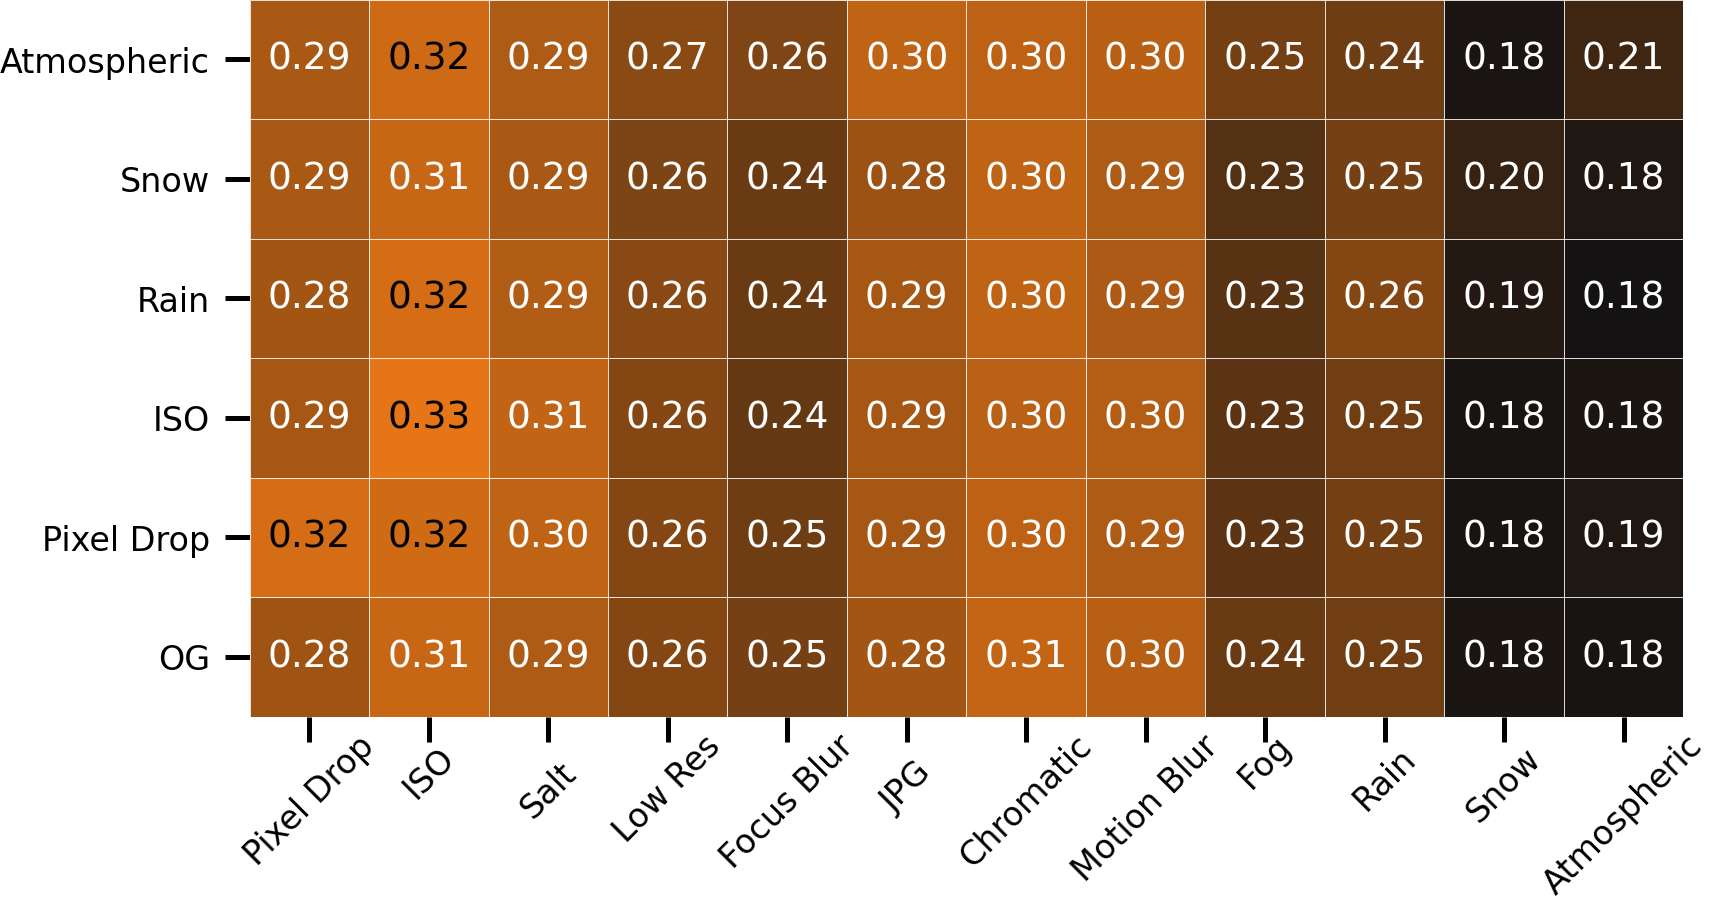 Atmospheric 0.29 0.32 0.29 0.27 0.26 0.30 0.30 0.30 0.25 0.24 0.18 0.21
Snow 0.29 0.31 0.29 0.26 0.24 0.28 0.30 0.29 0.23 0.25 0.20 0.18
Rain 0.28 0.32 0.29 0.26 0.24 0.29 0.30 0.29 0.23 0.26 0.19 0.18
ISO 0.29 0.33 0.31 0.26 0.24 0.29 0.30 0.30 0.23 0.25 0.18 0.18
Pixel Drop 0.32 0.32 0.30 0.26 0.25 0.29 0.30 0.29 0.23 0.25 0.18 0.19
OG 0.28 0.31 0.29 0.26 0.25 0.28 0.31 0.30 0.24 0.25 0.18 0.18
Pixel Drop ISO Salt Low Res Focus Blur JPG Chromatic Motion Blur Fog Rain Snow Atmospheric